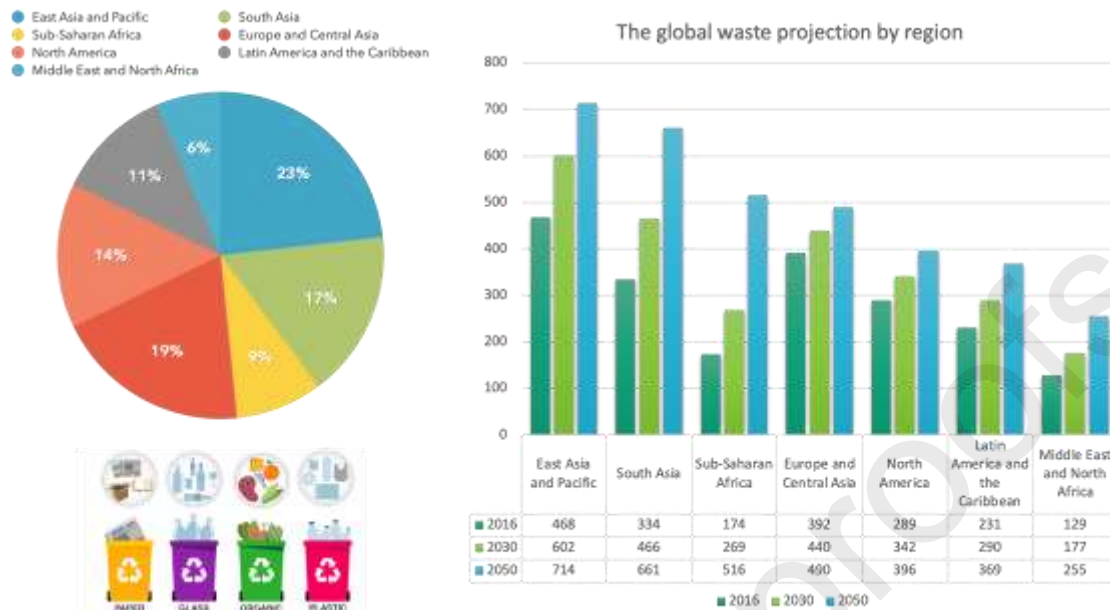 East Asia and Pacific
South Asia
Sub-Saharan Africa
Europe and Central Asia
North America
Latin America and the Caribbean
Middle East and North Africa
6%
23%
11%
14%
17%
19%
9%
PAPER GLASS ORGANIC PLASTIC
The global waste projection by region
800
700
600
500
400
300
200
100
0
East Asia and Pacific
South Asia
Sub-Saharan Africa
Europe and Central Asia
North America
Latin America and the Caribbean
Middle East and North Africa
2016 468 334 174 392 289 231 129
2030 602 466 269 440 342 290 177
2050 714 661 516 490 396 369 255
2016 2030 2050
proofs